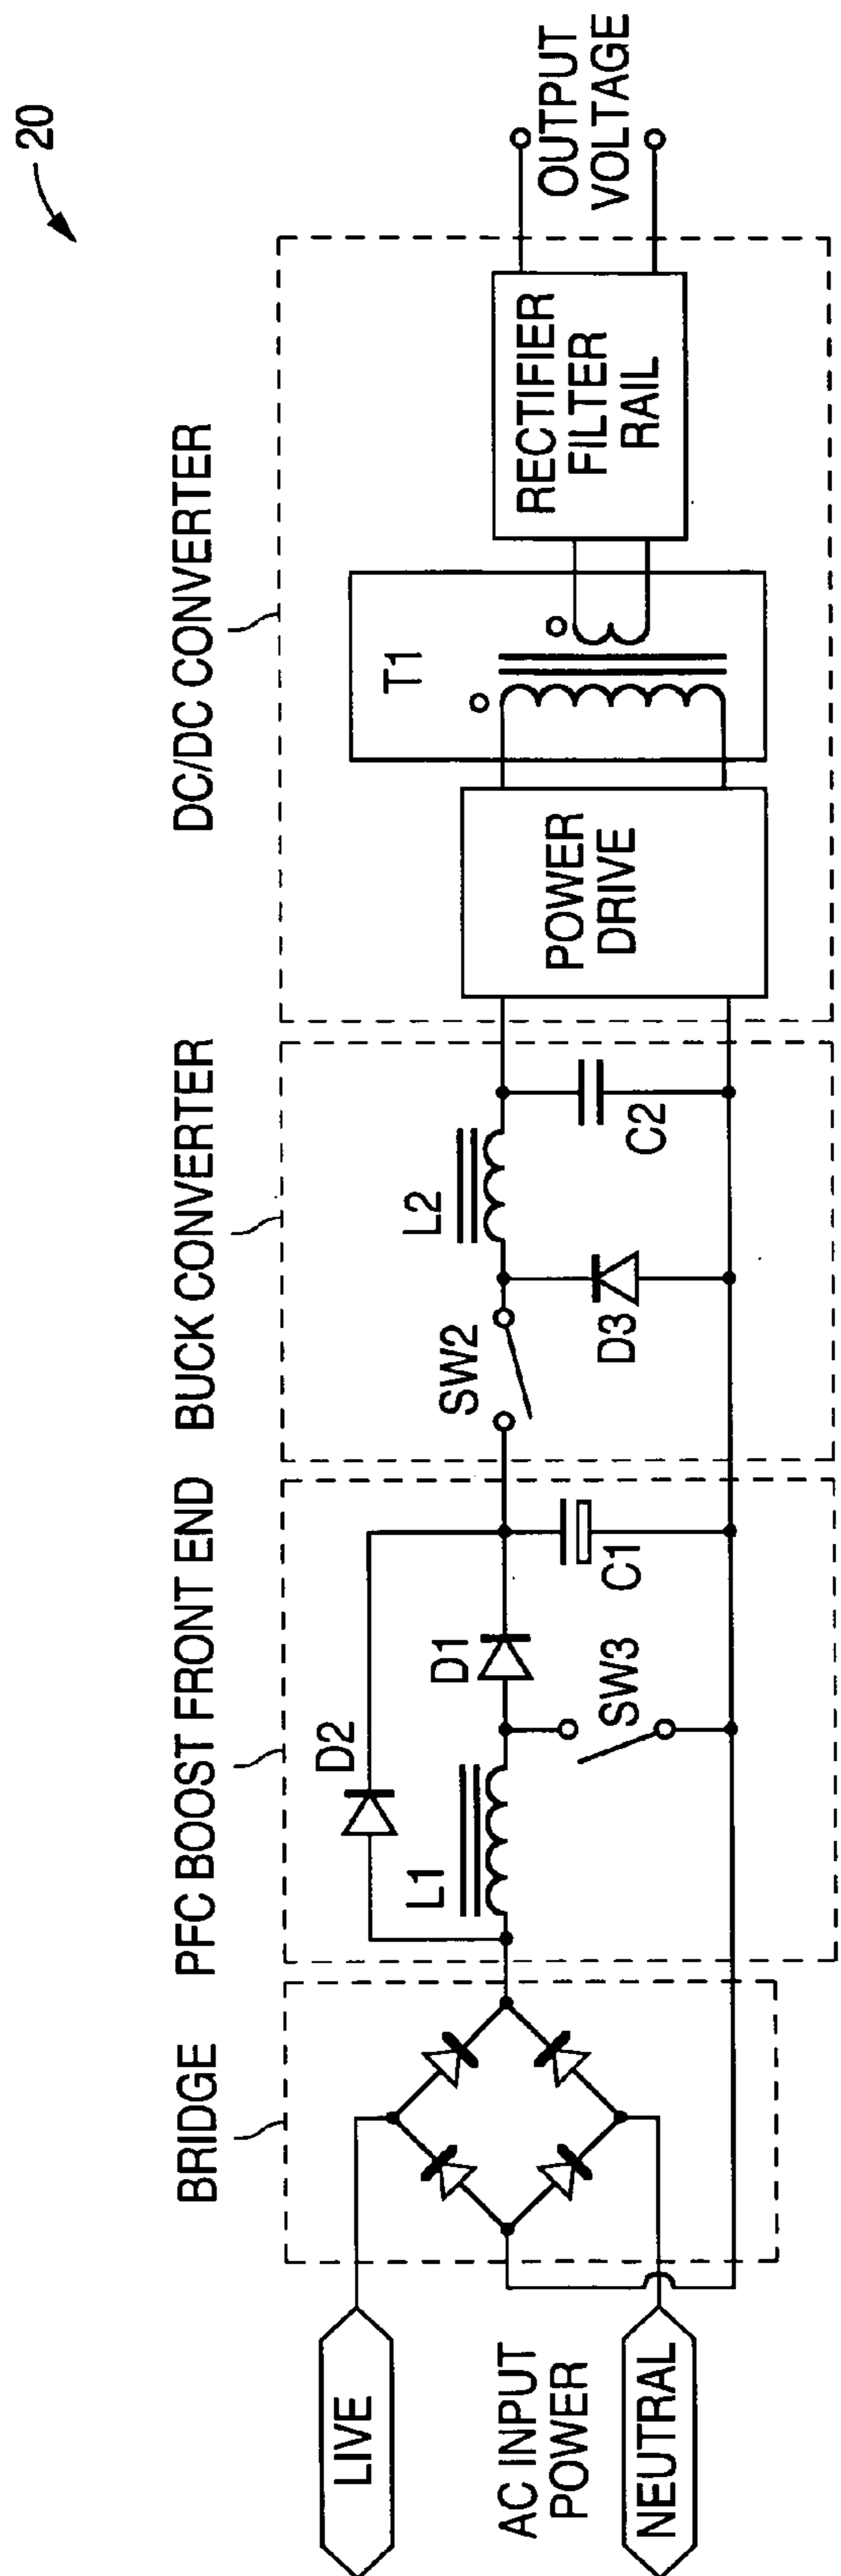 20
BRIDGE
PFC BOOST FRONT END
BUCK CONVERTER
DC/DC CONVERTER
LIVE
AC INPUT
POWER
NEUTRAL
D2
L1
D1
SW3
C1
SW2
L2
D3
C2
POWER
DRIVE
T1
RECTIFIER
FILTER
RAIL
OUTPUT
VOLTAGE